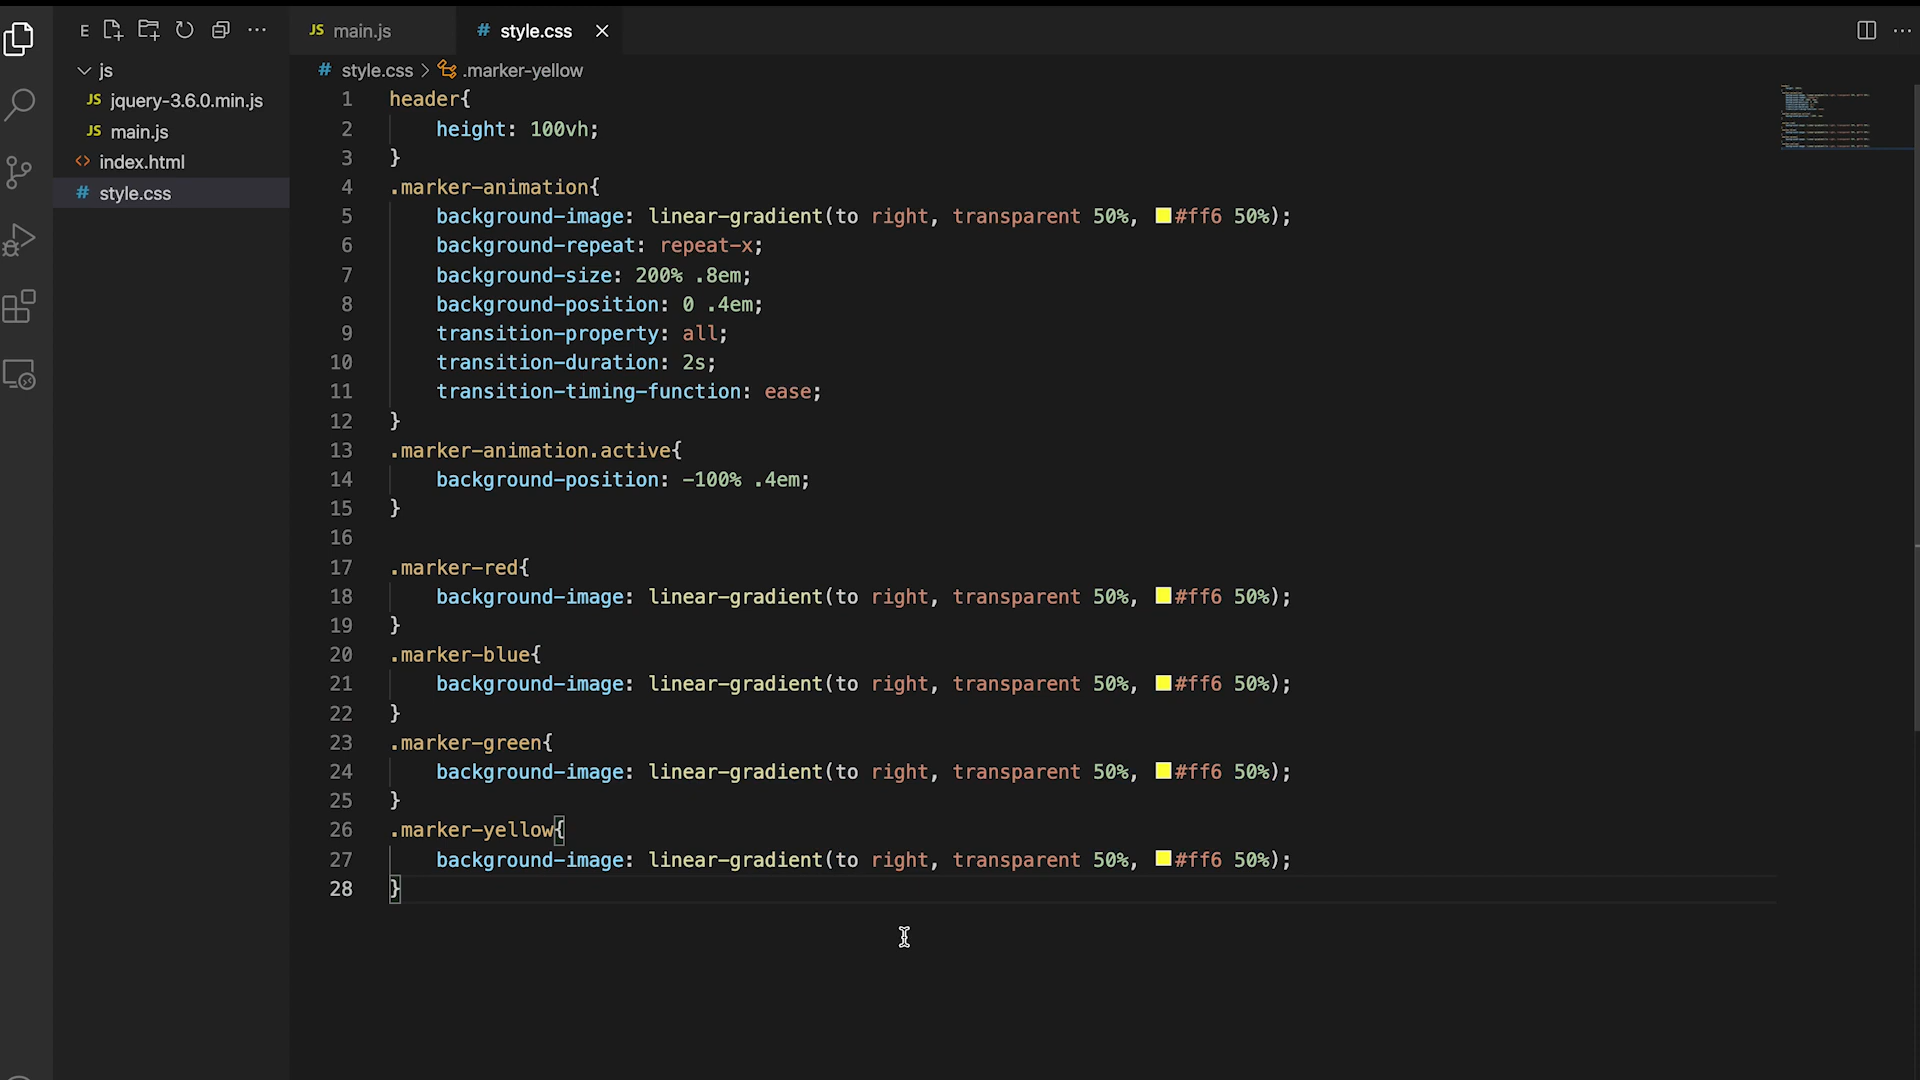 E
JS main.js
# style.css
js
JS jquery-3.6.0.min.js
JS main.js
<> index.html
# style.css
# style.css > .marker-yellow
1 header{
2 height: 100vh;
3 }
4 .marker-animation{
5 background-image: linear-gradient(to right, transparent 50%, #ff6 50%);
6 background-repeat: repeat-x;
7 background-size: 200% .8em;
8 background-position: 0 .4em;
9 transition-property: all;
10 transition-duration: 2s;
11 transition-timing-function: ease;
12 }
13 .marker-animation.active{
14 background-position: -100% .4em;
15 }
16
17 .marker-red{
18 background-image: linear-gradient(to right, transparent 50%, #ff6 50%);
19 }
20 .marker-blue{
21 background-image: linear-gradient(to right, transparent 50%, #ff6 50%);
22 }
23 .marker-green{
24 background-image: linear-gradient(to right, transparent 50%, #ff6 50%);
25 }
26 .marker-yellow{
27 background-image: linear-gradient(to right, transparent 50%, #ff6 50%);
28 }